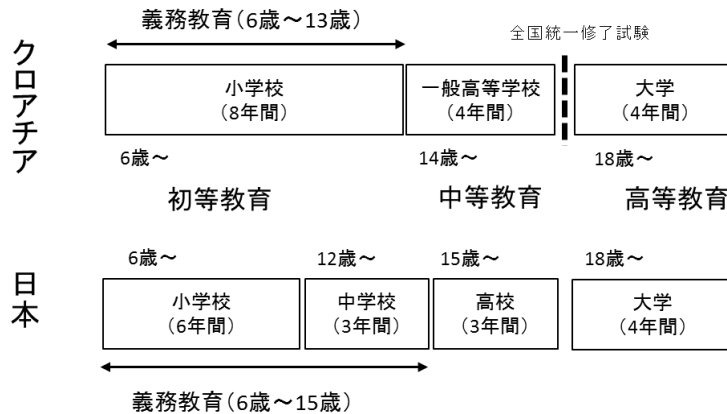 義務教育(6歳～13歳)
全国統一修了試験
クロアチア
小学校
(8年間)
一般高等学校
(4年間)
大学
(4年間)
6歳～
14歳～
18歳～
初等教育
中等教育
高等教育
日本
6歳～
12歳～
15歳～
18歳～
小学校
(6年間)
中学校
(3年間)
高校
(3年間)
大学
(4年間)
義務教育(6歳～15歳)